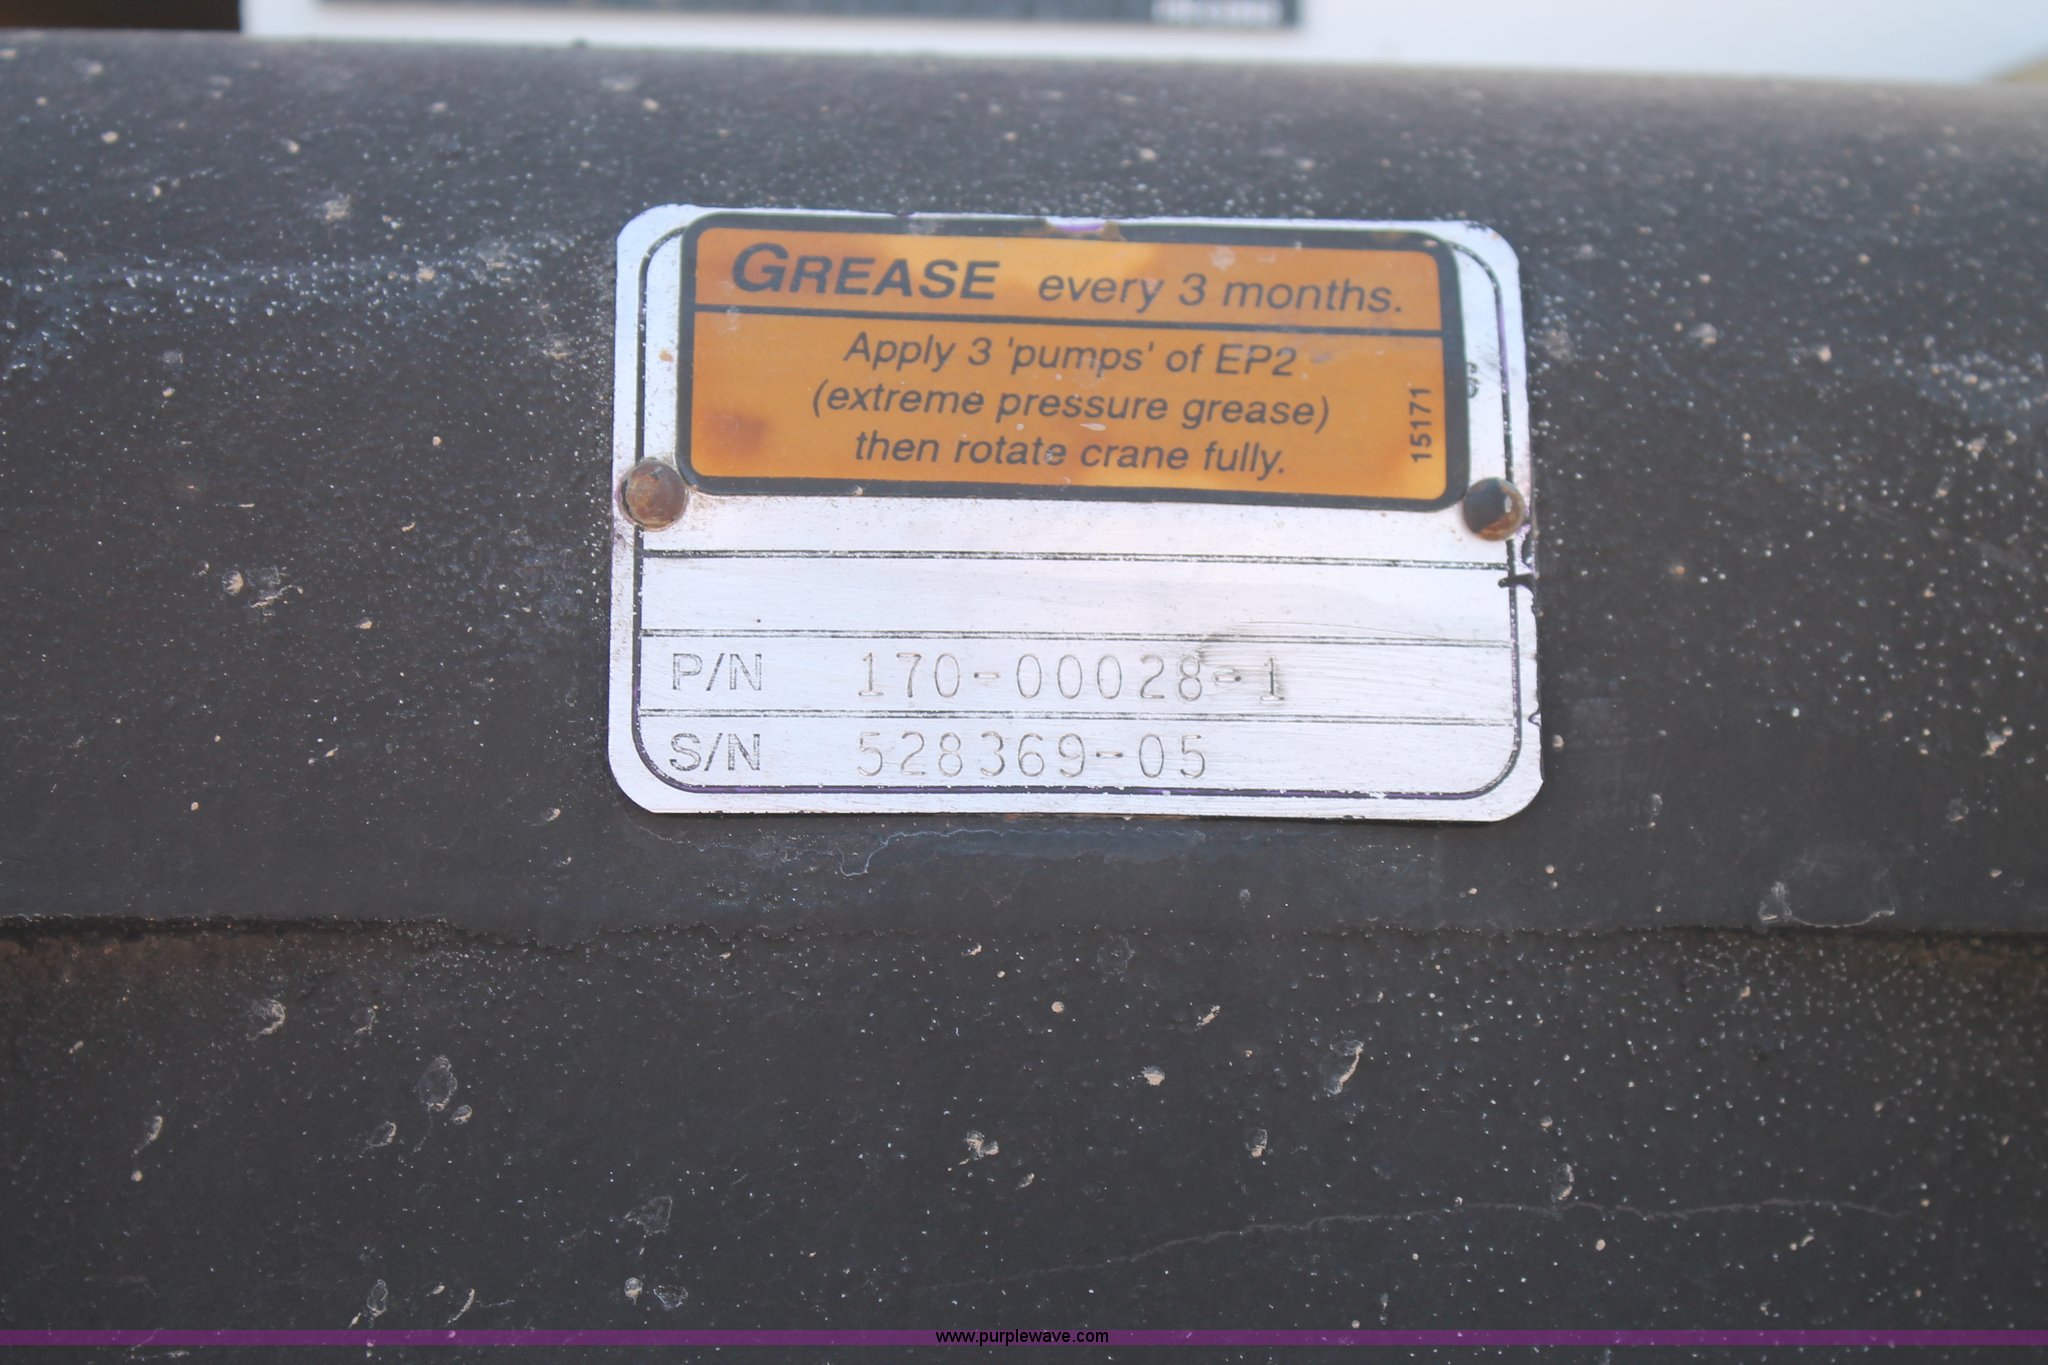 GREASE every 3 months.
Apply 3 'pumps' of EP2
(extreme pressure grease)
then rotate crane fully.
15171
P/N 170-00028-1
S/N 528369-05
www.purplewave.com